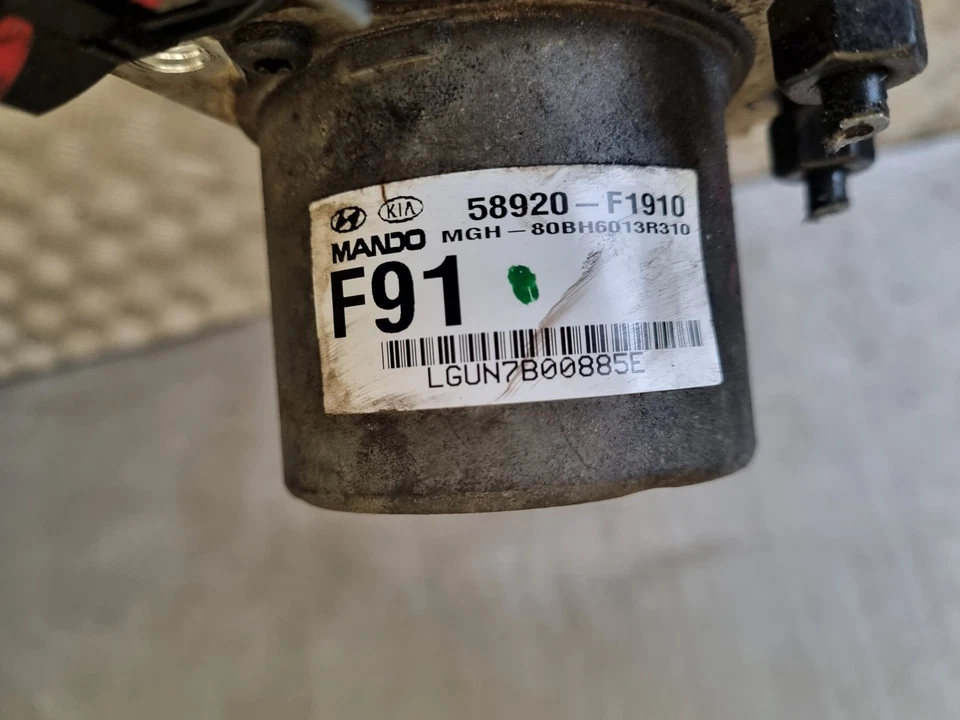 KIA 58920-F1910
MANDO MGH-80BH6013R310
F91
LGUN7B00885E